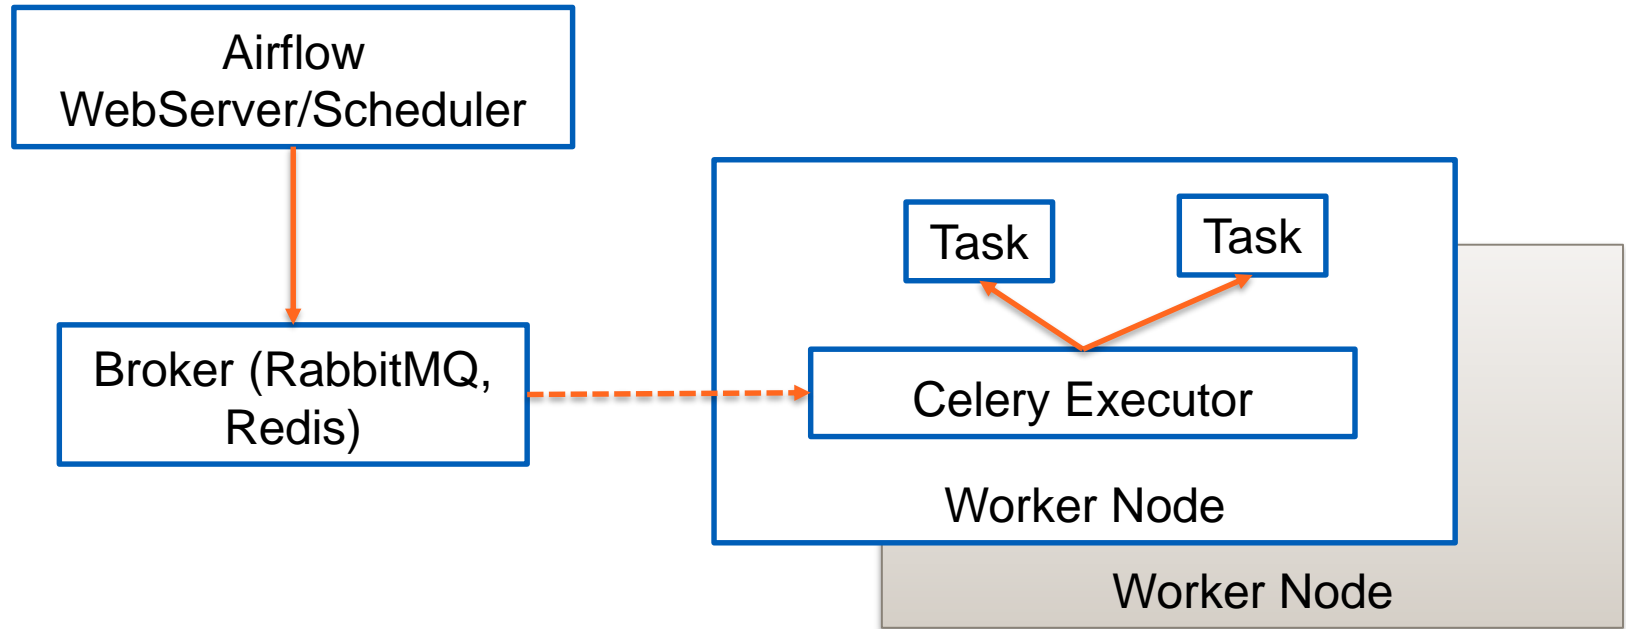 Airflow
WebServer/Scheduler
Broker (RabbitMQ,
Redis)
Task
Task
Celery Executor
Worker Node
Worker Node